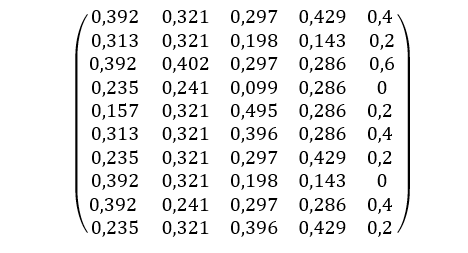 0,392 0,321 0,297 0,429 0,4
0,313 0,321 0,198 0,143 0,2
0,392 0,402 0,297 0,286 0,6
0,235 0,241 0,099 0,286 0
0,157 0,321 0,495 0,286 0,2
0,313 0,321 0,396 0,286 0,4
0,235 0,321 0,297 0,429 0,2
0,392 0,321 0,198 0,143 0
0,392 0,241 0,297 0,286 0,4
0,235 0,321 0,396 0,429 0,2